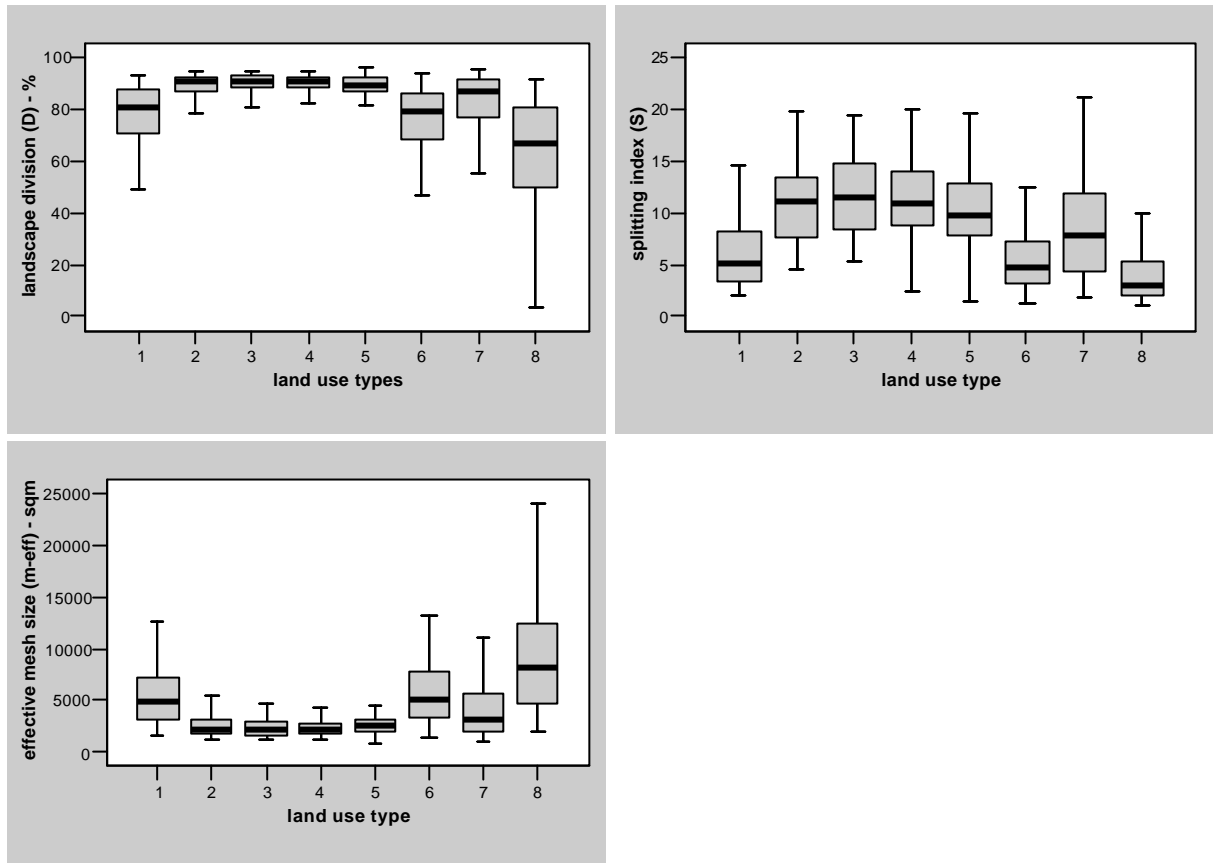 landscape division (D) - %
100
80
60
40
20
0
1 2 3 4 5 6 7 8
land use types
splitting index (S)
25
20
15
10
5
0
1 2 3 4 5 6 7 8
land use type
effective mesh size (m-eff) - sqm
25000
20000
15000
10000
5000
0
1 2 3 4 5 6 7 8
land use type